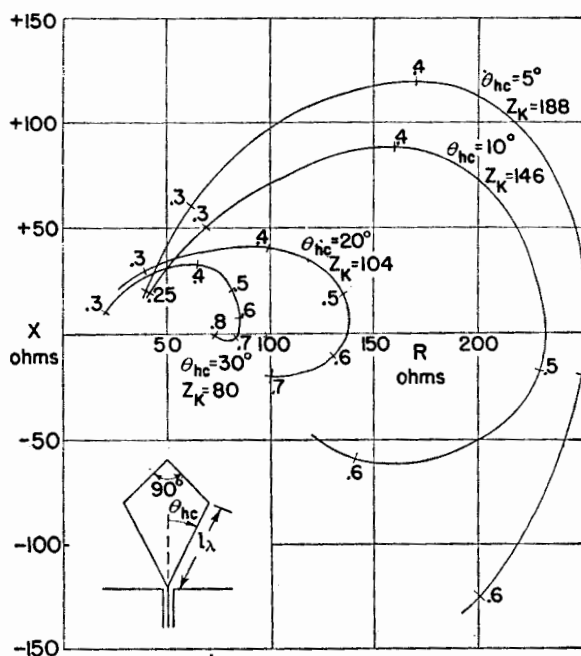 +150
+100
+50
X
ohms
-50
-100
-150
50
100
150
200
R
ohms
.4
θhc=5°
ZK=188
.3
.6
.4
θhc=10°
ZK=146
.3
.25
.5
.6
.3
.4
θhc=20°
ZK=104
.5
.6
.7
.3
.4
.5
.6
.7
.8
θhc=30°
ZK=80
90°
θhc
lλ